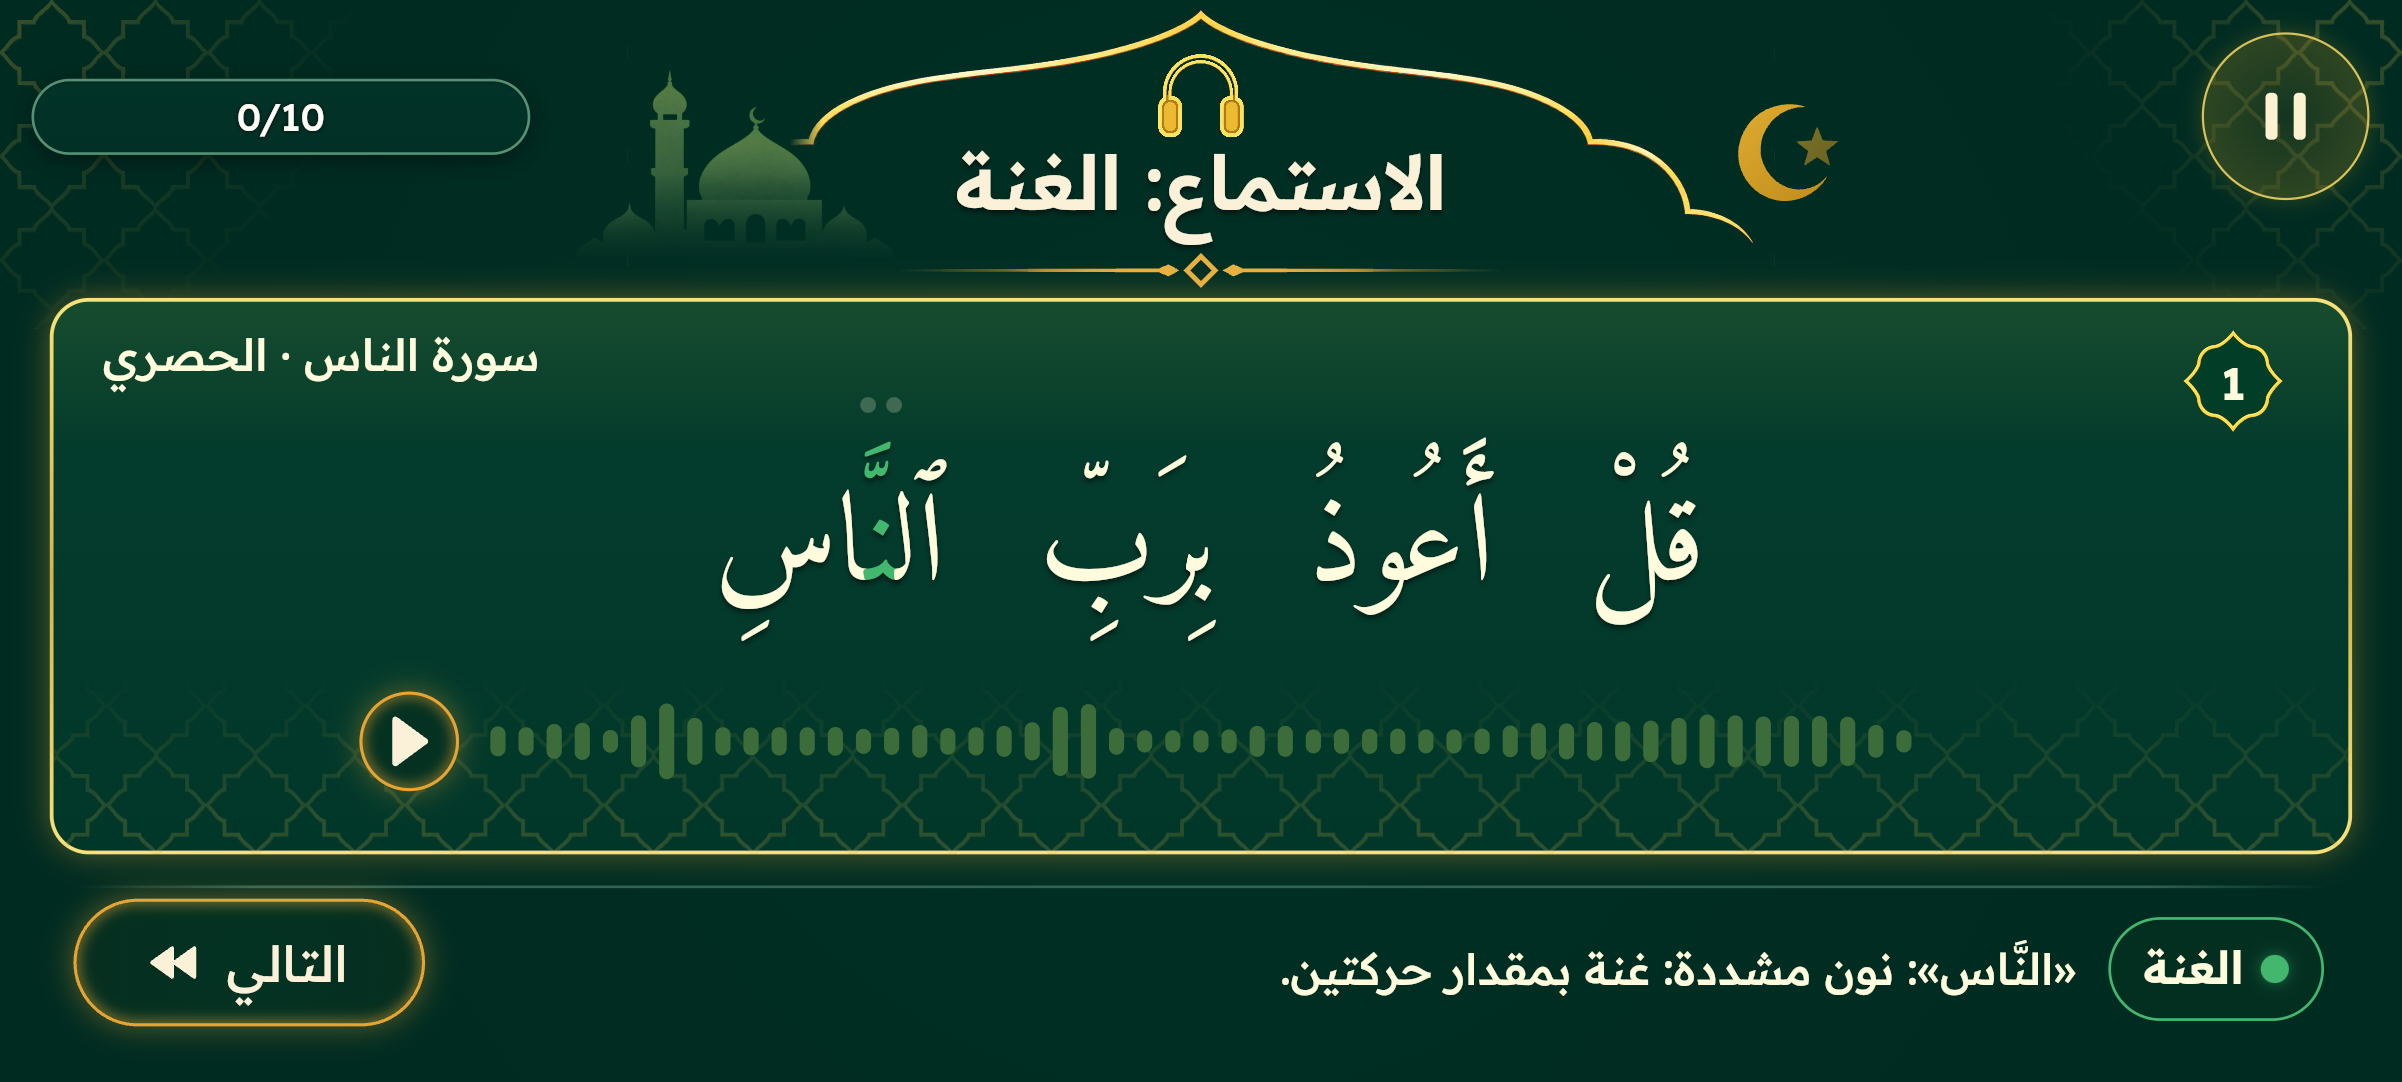 0/10
الاستماع: الغنة
سورة الناس · الحصري
1
قُلْ أَعُوذُ بِرَبِّ ٱلنَّاسِ
الغنة
«النَّاس»: نون مشددة: غنة بمقدار حركتين.
التالي